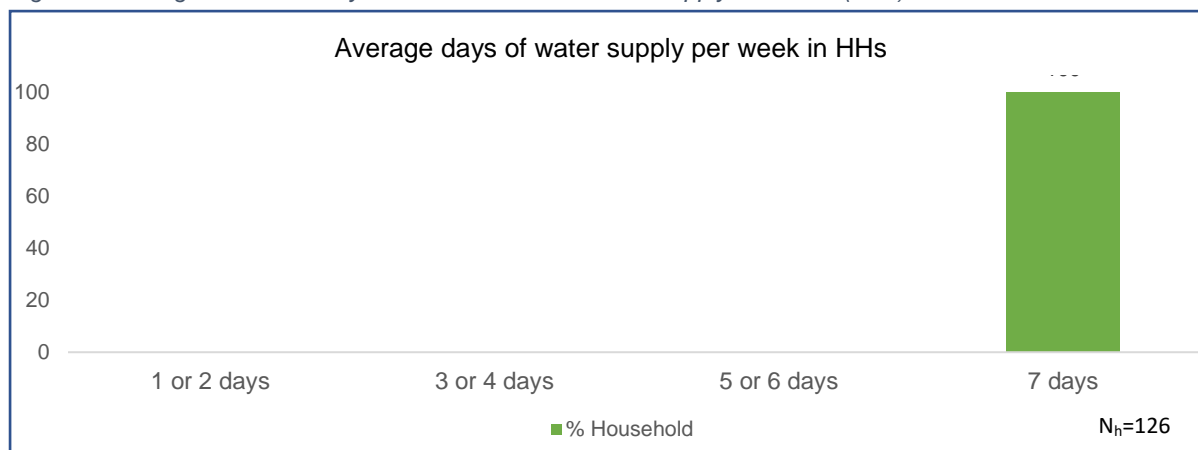 Average days of water supply per week in HHs
100
80
60
40
20
0
1 or 2 days
3 or 4 days
5 or 6 days
7 days
% Household
Nh=126